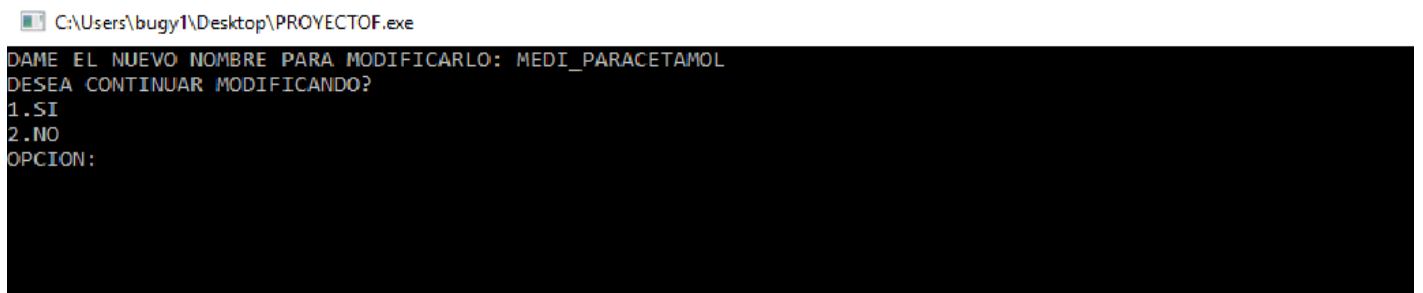 C:\Users\bugy1\Desktop\PROYECTOF.exe
DAME EL NUEVO NOMBRE PARA MODIFICARLO: MEDI_PARACETAMOL
DESEA CONTINUAR MODIFICANDO?
1.SI
2.NO
OPCION: